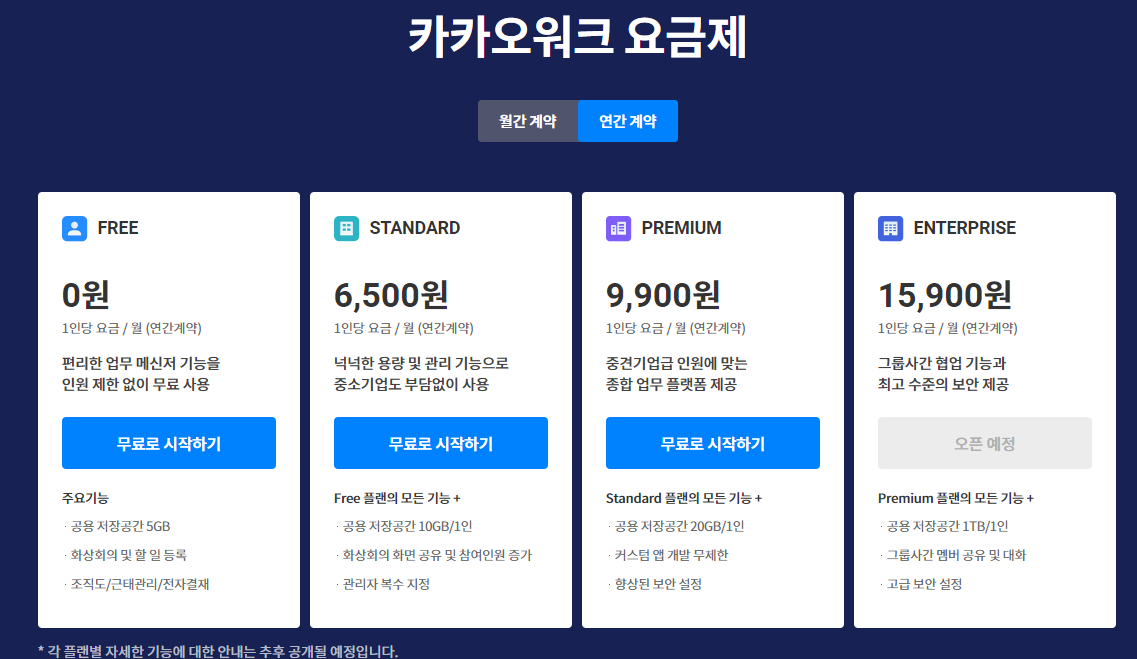 카카오워크 요금제
월간 계약
연간 계약
FREE
0원
1인당 요금 / 월 (연간계약)
편리한 업무 메신저 기능을
인원 제한 없이 무료 사용
무료로 시작하기
주요기능
· 공용 저장공간 5GB
· 화상회의 및 할 일 등록
· 조직도/근태관리/전자결재
STANDARD
6,500원
1인당 요금 / 월 (연간계약)
넉넉한 용량 및 관리 기능으로
중소기업도 부담없이 사용
무료로 시작하기
Free 플랜의 모든 기능 +
· 공용 저장공간 10GB/1인
· 화상회의 화면 공유 및 참여인원 증가
· 관리자 복수 지정
PREMIUM
9,900원
1인당 요금 / 월 (연간계약)
중견기업급 인원에 맞는
종합 업무 플랫폼 제공
무료로 시작하기
Standard 플랜의 모든 기능 +
· 공용 저장공간 20GB/1인
· 커스텀 앱 개발 무제한
· 향상된 보안 설정
ENTERPRISE
15,900원
1인당 요금 / 월 (연간계약)
그룹사간 협업 기능과
최고 수준의 보안 제공
오픈 예정
Premium 플랜의 모든 기능 +
· 공용 저장공간 1TB/1인
· 그룹사간 멤버 공유 및 대화
· 고급 보안 설정
* 각 플랜별 자세한 기능에 대한 안내는 추후 공개될 예정입니다.